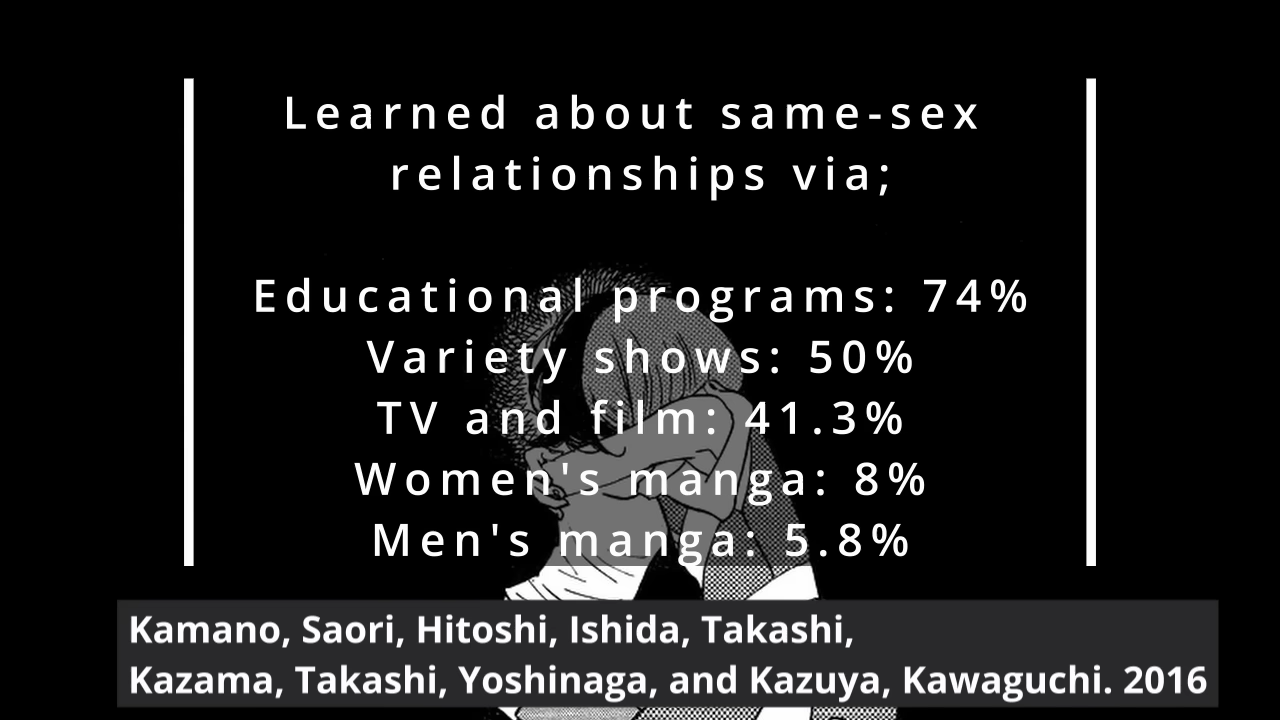 Learned about same-sex
relationships via;
Educational programs: 74%
Variety shows: 50%
TV and film: 41.3%
Women's manga: 8%
Men's manga: 5.8%
Kamano, Saori, Hitoshi, Ishida, Takashi,
Kazama, Takashi, Yoshinaga, and Kazuya, Kawaguchi. 2016